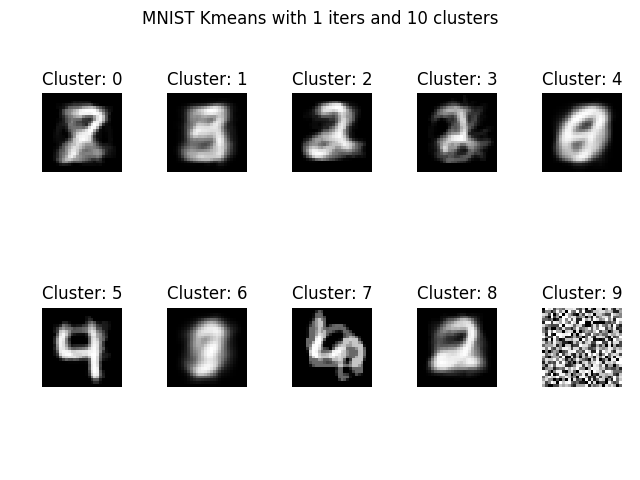 MNIST Kmeans with 1 iters and 10 clusters
Cluster: 0 Cluster: 1 Cluster: 2 Cluster: 3 Cluster: 4
Cluster: 5 Cluster: 6 Cluster: 7 Cluster: 8 Cluster: 9